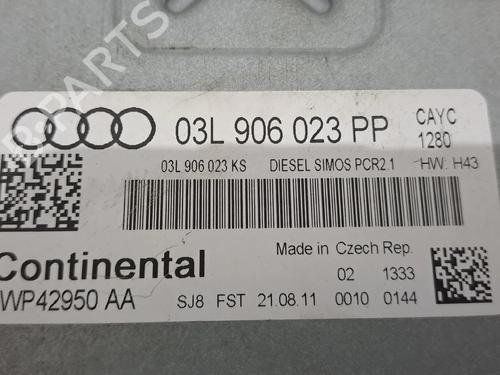 03L 906 023 PP
CAYC
1280
03L 906 023 KS DIESEL SIMOS PCR2.1 HW: H43
Continental
Made in Czech Rep.
02 1333
WP42950 AA SJ8 FST 21.08.11 0010 0144